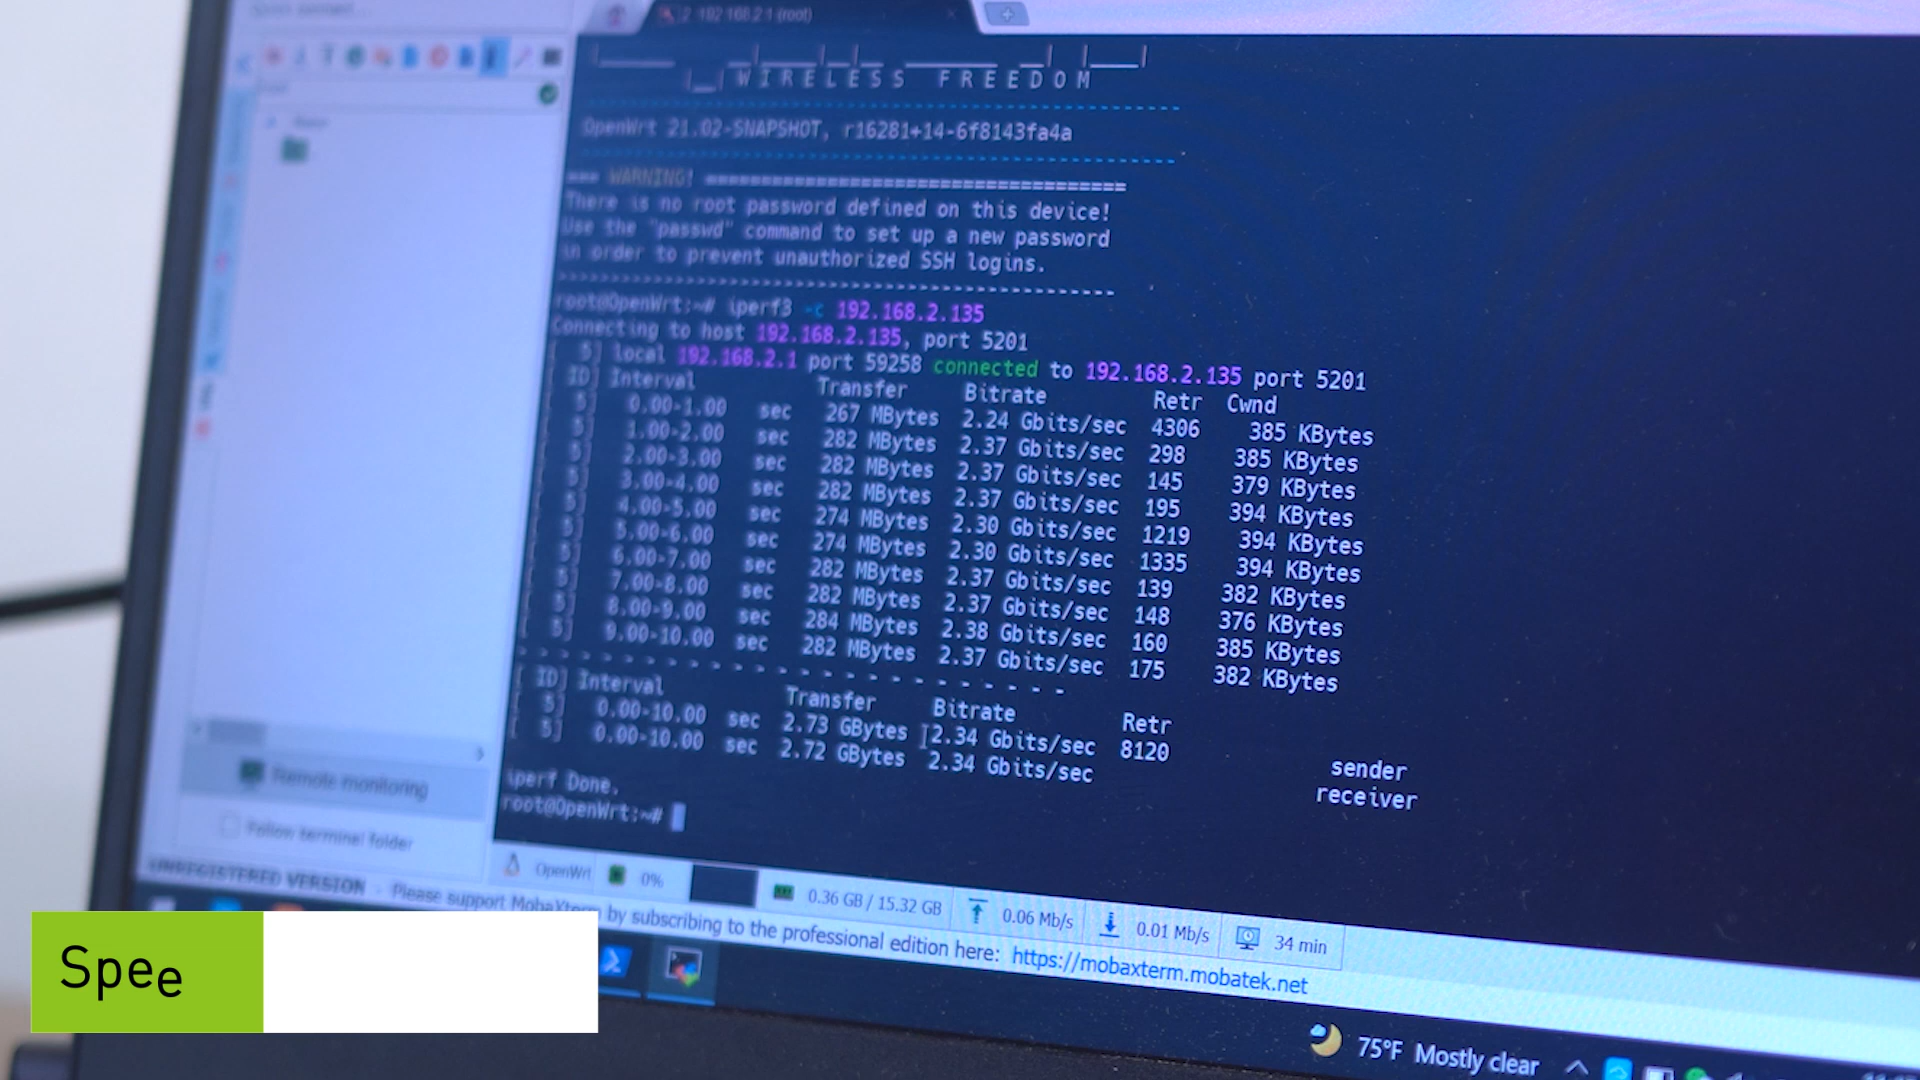 2. 192.168.2.1 (root)
WIRELESS FREEDOM
OpenWrt 21.02-SNAPSHOT, r16281+14-6f8143fa4a
=== WARNING! =====================================
There is no root password defined on this device!
Use the "passwd" command to set up a new password
in order to prevent unauthorized SSH logins.
root@OpenWrt:~# iperf3 -c 192.168.2.135
Connecting to host 192.168.2.135, port 5201
[ 5] local 192.168.2.1 port 59258 connected to 192.168.2.135 port 5201
[ ID] Interval Transfer Bitrate Retr Cwnd
[ 5] 0.00-1.00 sec 267 MBytes 2.24 Gbits/sec 4306 385 KBytes
[ 5] 1.00-2.00 sec 282 MBytes 2.37 Gbits/sec 298 385 KBytes
[ 5] 2.00-3.00 sec 282 MBytes 2.37 Gbits/sec 145 379 KBytes
[ 5] 3.00-4.00 sec 282 MBytes 2.37 Gbits/sec 195 394 KBytes
[ 5] 4.00-5.00 sec 274 MBytes 2.30 Gbits/sec 1219 394 KBytes
[ 5] 5.00-6.00 sec 274 MBytes 2.30 Gbits/sec 1335 394 KBytes
[ 5] 6.00-7.00 sec 282 MBytes 2.37 Gbits/sec 139 382 KBytes
[ 5] 7.00-8.00 sec 282 MBytes 2.37 Gbits/sec 148 376 KBytes
[ 5] 8.00-9.00 sec 284 MBytes 2.38 Gbits/sec 160 385 KBytes
[ 5] 9.00-10.00 sec 282 MBytes 2.37 Gbits/sec 175 382 KBytes
- - - - - - - - - - - - - - - - - - - - - - - - -
[ ID] Interval Transfer Bitrate Retr
[ 5] 0.00-10.00 sec 2.73 GBytes 2.34 Gbits/sec 8120 sender
[ 5] 0.00-10.00 sec 2.72 GBytes 2.34 Gbits/sec receiver
iperf Done.
root@OpenWrt:~#
Remote monitoring
Follow terminal folder
OpenWrt 0% 0.36 GB / 15.32 GB 0.06 Mb/s 0.01 Mb/s 34 min
UNREGISTERED VERSION - Please support MobaXterm by subscribing to the professional edition here: https://mobaxterm.mobatek.net
75°F Mostly clear
Spee